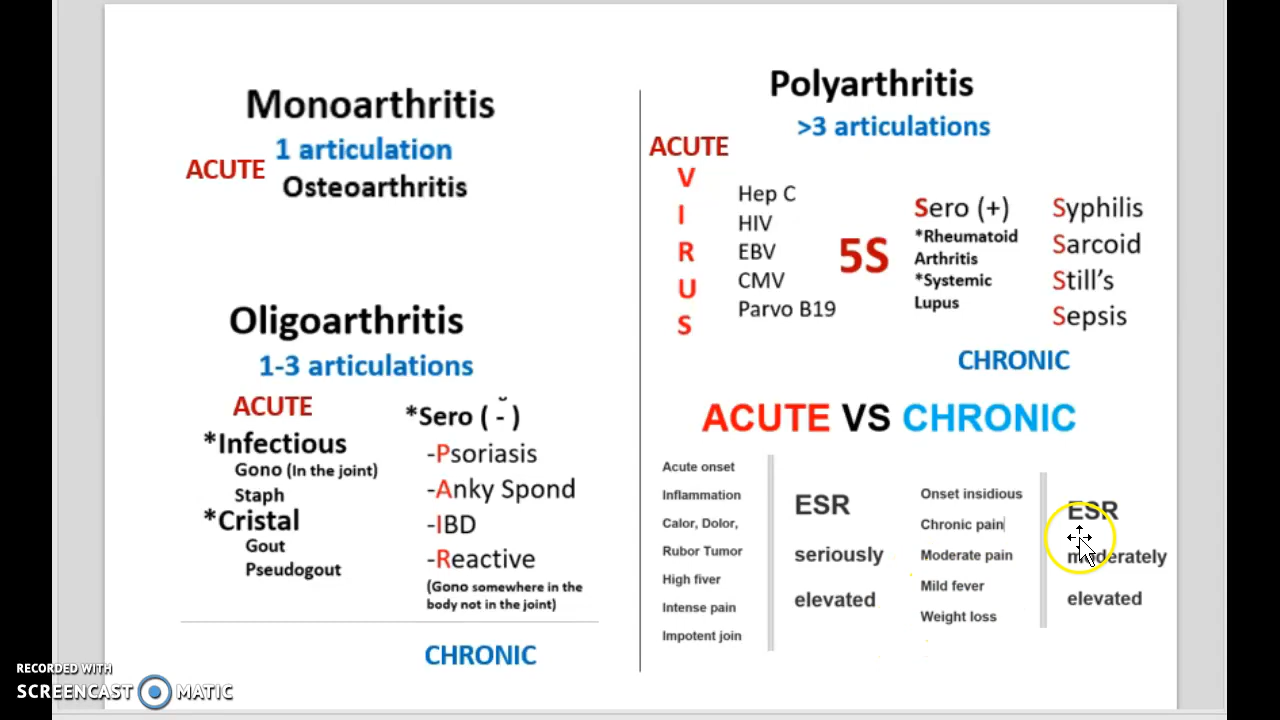 Monoarthritis
1 articulation
ACUTE
Osteoarthritis
Oligoarthritis
1-3 articulations
ACUTE
*Infectious
Gono (In the joint)
Staph
*Cristal
Gout
Pseudogout
*Sero ( - )
-Psoriasis
-Anky Spond
-IBD
-Reactive
(Gono somewhere in the
body not in the joint)
CHRONIC
Polyarthritis
>3 articulations
ACUTE
V
I
R
U
S
Hep C
HIV
EBV
CMV
Parvo B19
5S
Sero (+)
*Rheumatoid
Arthritis
*Systemic
Lupus
Syphilis
Sarcoid
Still's
Sepsis
CHRONIC
ACUTE VS CHRONIC
Acute onset
Inflammation
Calor, Dolor,
Rubor Tumor
High fiver
Intense pain
Impotent join
ESR
seriously
elevated
Onset insidious
Chronic pain
Moderate pain
Mild fever
Weight loss
ESR
moderately
elevated
RECORDED WITH
SCREENCAST MATIC